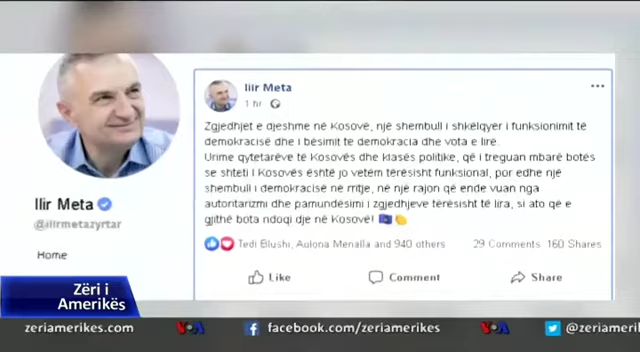 Ilir Meta
1 hr
Zgjedhjet e djeshme në Kosovë, një shembull i shkëlqyer i funksionimit të
demokracisë dhe i besimit te demokracia dhe vota e lirë.
Urime qytetarëve të Kosovës dhe klasës politike, që i treguan mbarë botës
se shteti i Kosovës është jo vetëm tërësisht funksional, por edhe një
shembull i demokracisë në rritje, në një rajon që ende vuan nga
autoritarizmi dhe pamundësimi i zgjedhjeve tërësisht të lira, si ato që e
gjithë bota ndoqi dje në Kosovë!
Tedi Blushi, Aulona Menalla and 940 others 29 Comments 160 Shares
Like Comment Share
Ilir Meta
@ilirmetazyrtar
Home
Zëri i
Amerikës
zeriamerikes.com VOA facebook.com/zeriamerikes VOA @zeriamerikes